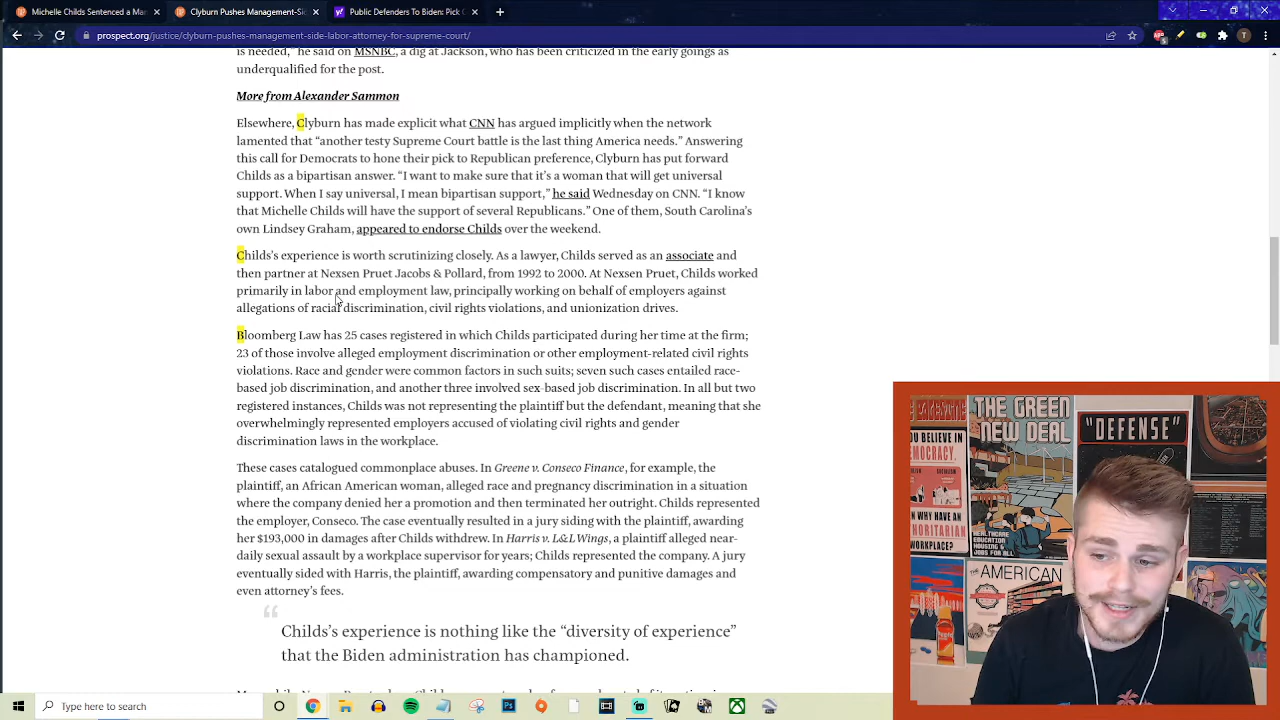 Michelle Childs Sentenced a Man
Clyburn Pushes Management-Sid
Policing Defenders To Biden: Pick C
prospect.org/justice/clyburn-pushes-management-side-labor-lawyer-supreme-court/
is needed,” he said on MSNBC, a dig at Jackson, who has been criticized in the early goings as
underqualified for the post.
More from Alexander Sammon
Elsewhere, Clyburn has made explicit what CNN has argued implicitly when the network
lamented that “another testy Supreme Court battle is the last thing America needs.” Answering
this call for Democrats to hone their pick to Republican preference, Clyburn has put forward
Childs as a bipartisan answer. “I want to make sure that it’s a woman that will get universal
support. When I say universal, I mean bipartisan support,” he said Wednesday on CNN. “I know
that Michelle Childs will have the support of several Republicans.” One of them, South Carolina’s
own Lindsey Graham, appeared to endorse Childs over the weekend.
Childs’s experience is worth scrutinizing closely. As a lawyer, Childs served as an associate and
then partner at Nexsen Pruet Jacobs & Pollard, from 1992 to 2000. At Nexsen Pruet, Childs worked
primarily in labor and employment law, principally working on behalf of employers against
allegations of racial discrimination, civil rights violations, and unionization drives.
Bloomberg Law has 25 cases registered in which Childs participated during her time at the firm;
23 of those involve alleged employment discrimination or other employment-related civil rights
violations. Race and gender were common factors in such suits; seven such cases entailed race-
based job discrimination, and another three involved sex-based job discrimination. In all but two
registered instances, Childs was not representing the plaintiff but the defendant, meaning that she
overwhelmingly represented employers accused of violating civil rights and gender
discrimination laws in the workplace.
These cases catalogued commonplace abuses. In Greene v. Conseco Finance, for example, the
plaintiff, an African American woman, alleged race and pregnancy discrimination in a situation
where the company denied her a promotion and then terminated her outright. Childs represented
the employer, Conseco. The case eventually resulted in a jury siding with the plaintiff, awarding
her $193,000 in damages after Childs withdrew. In Harris v. L&L Wings, a plaintiff alleged near-
daily sexual assault by a workplace supervisor for years; Childs represented the company. A jury
eventually sided with Harris, the plaintiff, awarding compensatory and punitive damages and
even attorney’s fees.
“
Childs’s experience is nothing like the “diversity of experience”
that the Biden administration has championed.
THE GREEN
NEW DEAL
HEALTHCARE
EDUCATION
HOUSING &
JOBS FOR ALL
"DEFENSE"
YOU BELIEVE IN
DEMOCRACY.
WHY HAVE AN
WORKPLACE?
THE AMERICAN
Type here to search